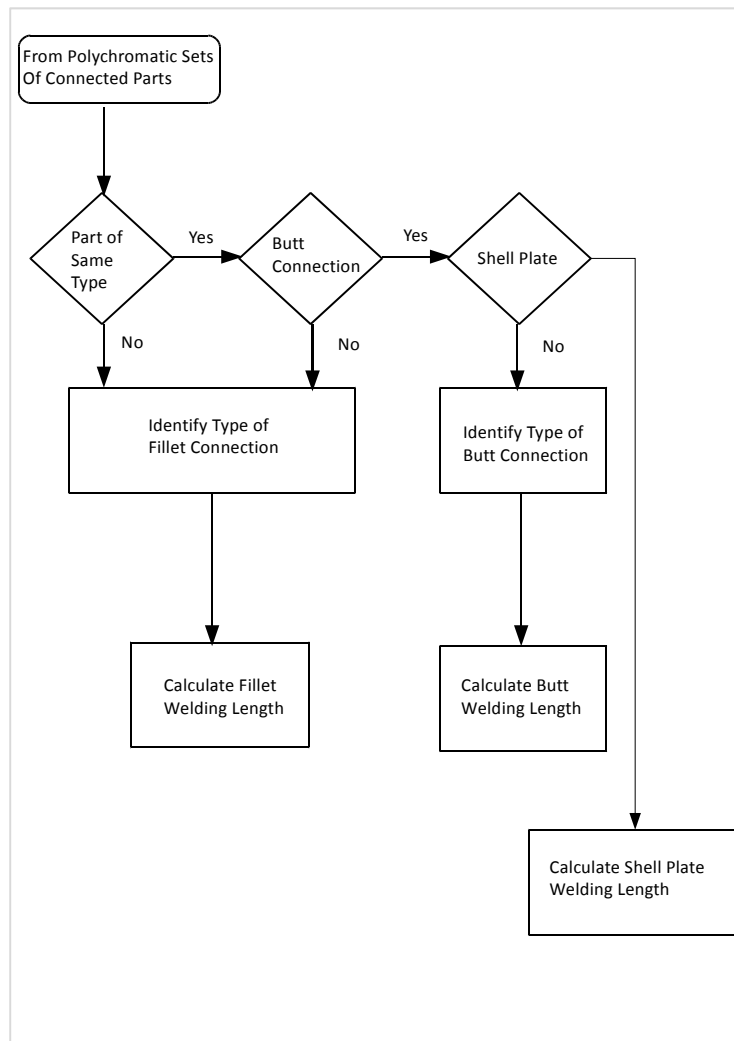 From Polychromatic Sets
Of Connected Parts
Part of
Same
Type
Yes
Butt
Connection
Yes
Shell Plate
No
No
No
Identify Type of
Fillet Connection
Identify Type of
Butt Connection
Calculate Fillet
Welding Length
Calculate Butt
Welding Length
Calculate Shell Plate
Welding Length